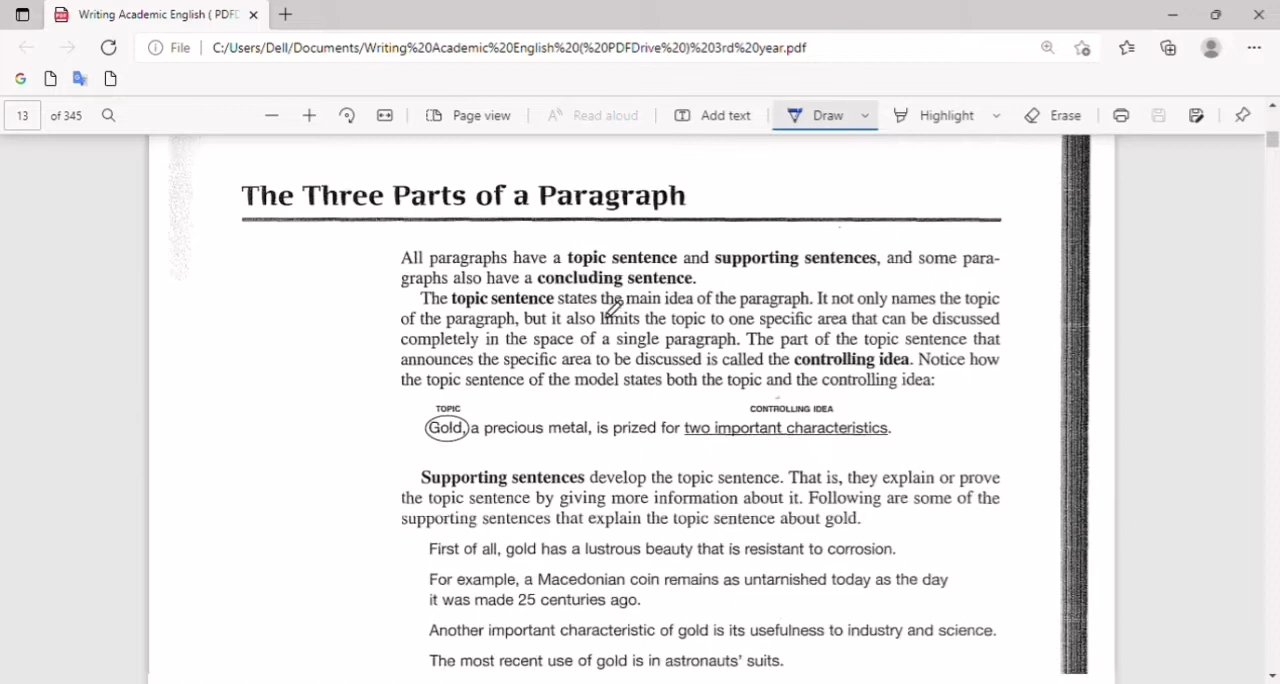 Writing Academic English ( PDFD
File
C:/Users/Dell/Documents/Writing%20Academic%20English%20(%20PDFDrive%20)%203rd%20year.pdf
13 of 345
Page view
Read aloud
Add text
Draw
Highlight
Erase
The Three Parts of a Paragraph
All paragraphs have a topic sentence and supporting sentences, and some para-
graphs also have a concluding sentence.
The topic sentence states the main idea of the paragraph. It not only names the topic
of the paragraph, but it also limits the topic to one specific area that can be discussed
completely in the space of a single paragraph. The part of the topic sentence that
announces the specific area to be discussed is called the controlling idea. Notice how
the topic sentence of the model states both the topic and the controlling idea:
TOPIC CONTROLLING IDEA
Gold, a precious metal, is prized for two important characteristics.
Supporting sentences develop the topic sentence. That is, they explain or prove
the topic sentence by giving more information about it. Following are some of the
supporting sentences that explain the topic sentence about gold.
First of all, gold has a lustrous beauty that is resistant to corrosion.
For example, a Macedonian coin remains as untarnished today as the day
it was made 25 centuries ago.
Another important characteristic of gold is its usefulness to industry and science.
The most recent use of gold is in astronauts' suits.